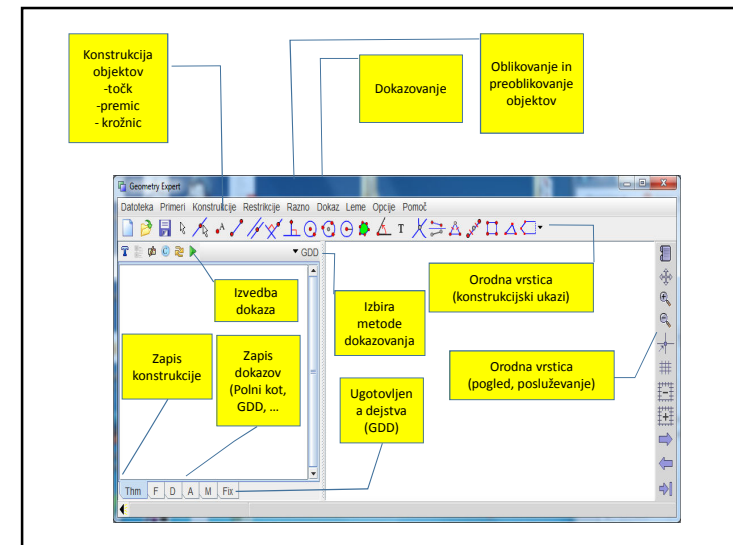 Konstrukcija
objektov
-točk
-premic
- krožnic
Dokazovanje
Oblikovanje in
preoblikovanje
objektov
Geometry Expert
Datoteka Primeri Konstrukcije Restrikcije Razno Dokaz Leme Opcije Pomoč
A
T
GDD
Izvedba
dokaza
Izbira
metode
dokazovanja
Orodna vrstica
(konstrukcijski ukazi)
Zapis
konstrukcije
Zapis
dokazov
(Polni kot,
GDD, ...
Ugotovljen
a dejstva
(GDD)
Orodna vrstica
(pogled, posluževanje)
Thm F D A M Fix